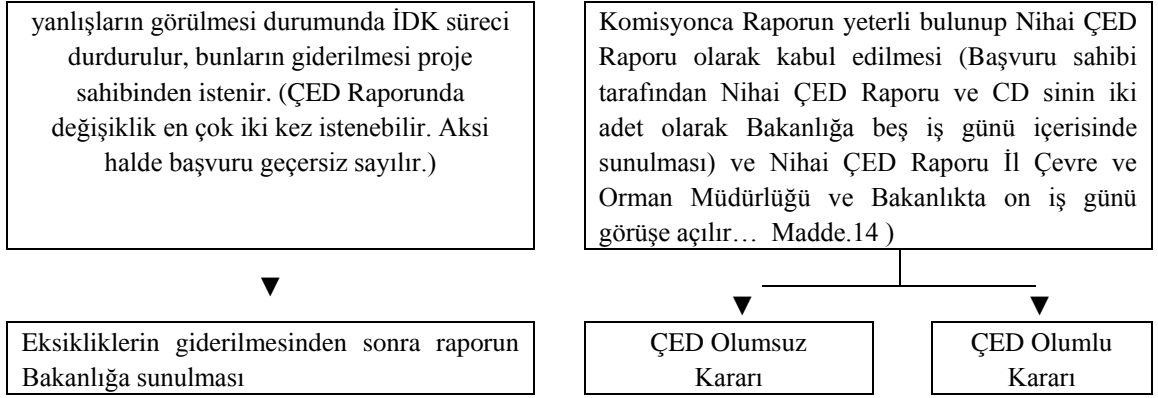 yanlışların görülmesi durumunda İDK süreci
durdurulur, bunların giderilmesi proje
sahibinden istenir. (ÇED Raporunda
değişiklik en çok iki kez istenebilir. Aksi
halde başvuru geçersiz sayılır.)
Komisyonca Raporun yeterli bulunup Nihai ÇED
Raporu olarak kabul edilmesi (Başvuru sahibi
tarafından Nihai ÇED Raporu ve CD sinin iki
adet olarak Bakanlığa beş iş günü içerisinde
sunulması) ve Nihai ÇED Raporu İl Çevre ve
Orman Müdürlüğü ve Bakanlıkta on iş günü
görüşe açılır… Madde.14 )
Eksikliklerin giderilmesinden sonra raporun
Bakanlığa sunulması
ÇED Olumsuz
Kararı
ÇED Olumlu
Kararı